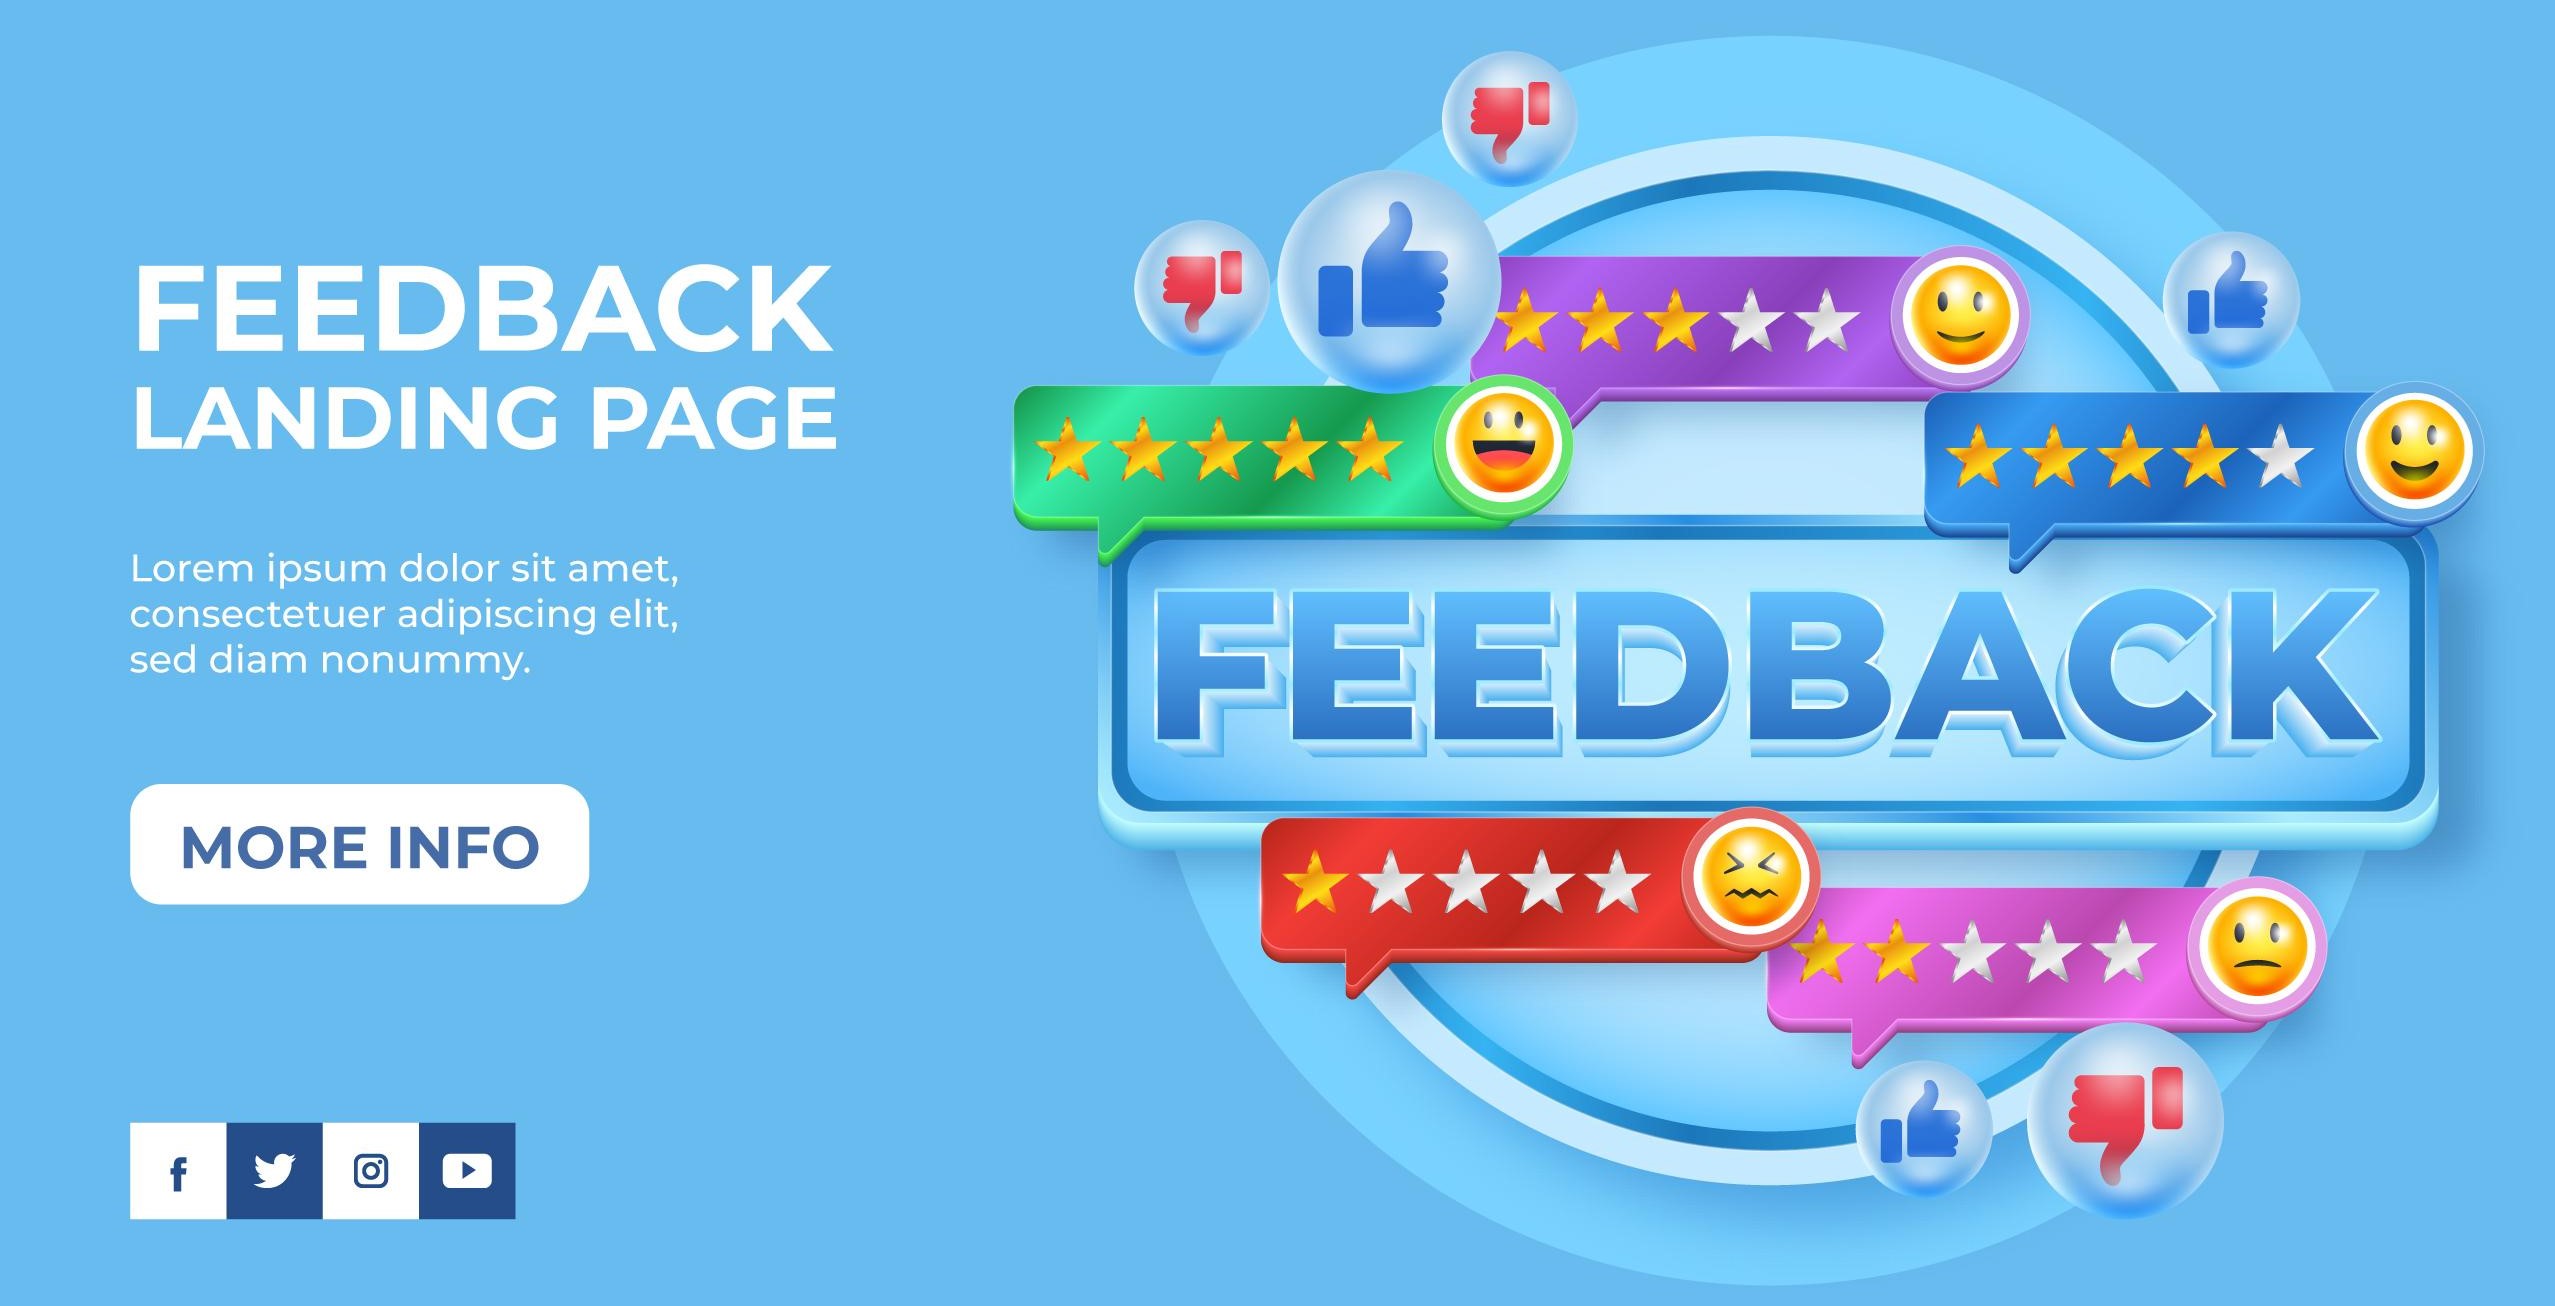 FEEDBACK
LANDING PAGE
Lorem ipsum dolor sit amet,
consectetuer adipiscing elit,
sed diam nonummy.
MORE INFO
FEEDBACK